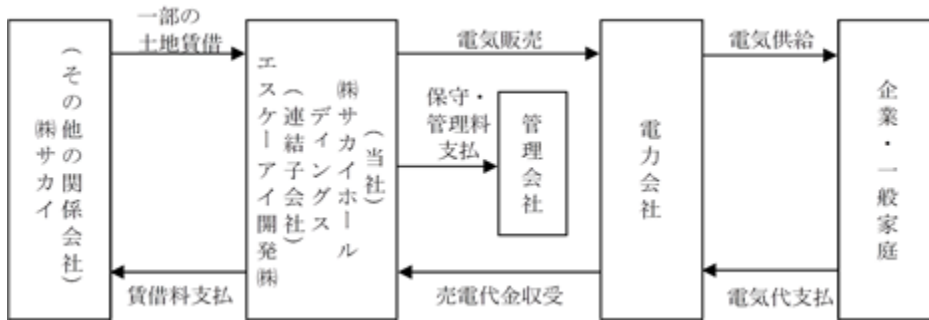 一部の
土地賃借
賃借料支払
㈱サカイ
(その他の関係会社)
㈱サカイホール
ディングス
(当社)
(連結子会社)
エスケーアイ開発㈱
電気販売
保守・
管理料
支払
管理会社
売電代金収受
電力会社
電気供給
電気代支払
企業・一般家庭